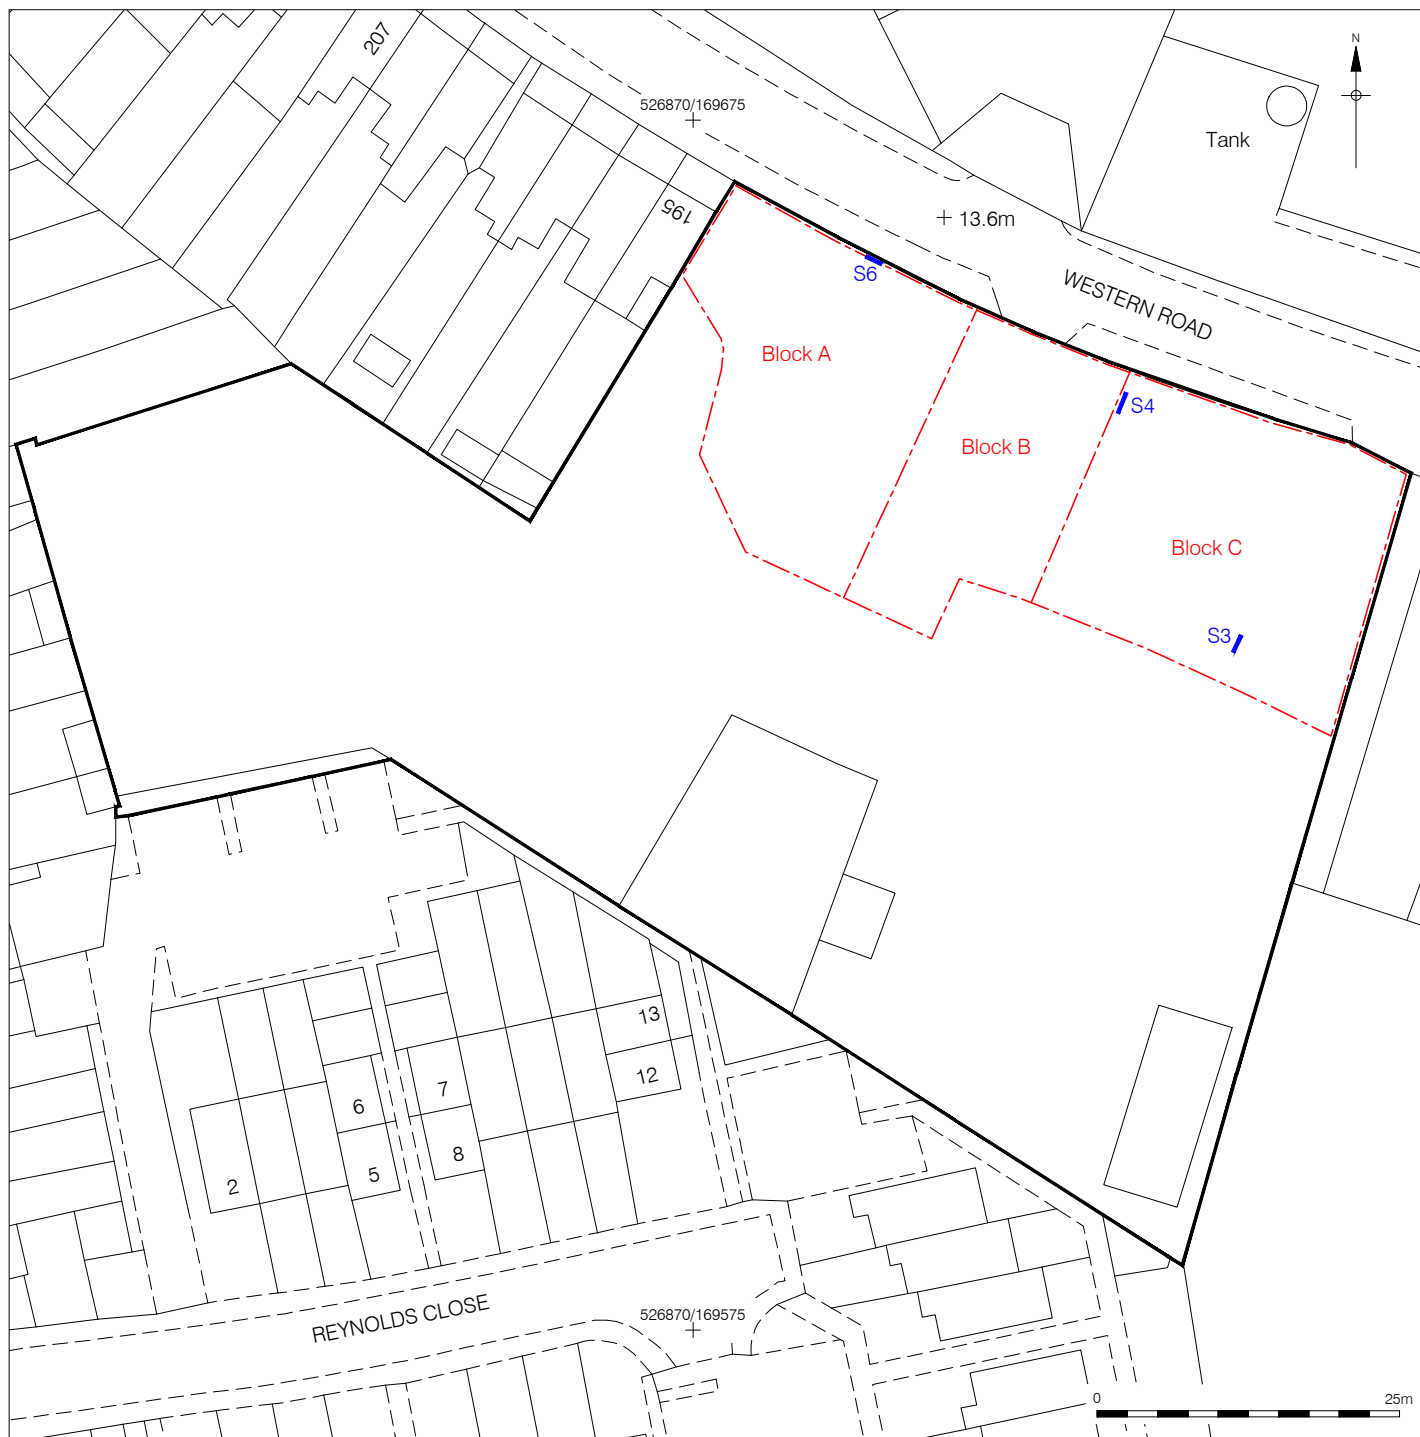 207
N
526870/169675
Tank
195
13.6m
S6
WESTERN ROAD
Block A
S4
Block B
Block C
S3
13
12
7
6
8
5
2
REYNOLDS CLOSE
526870/169575
0 25m